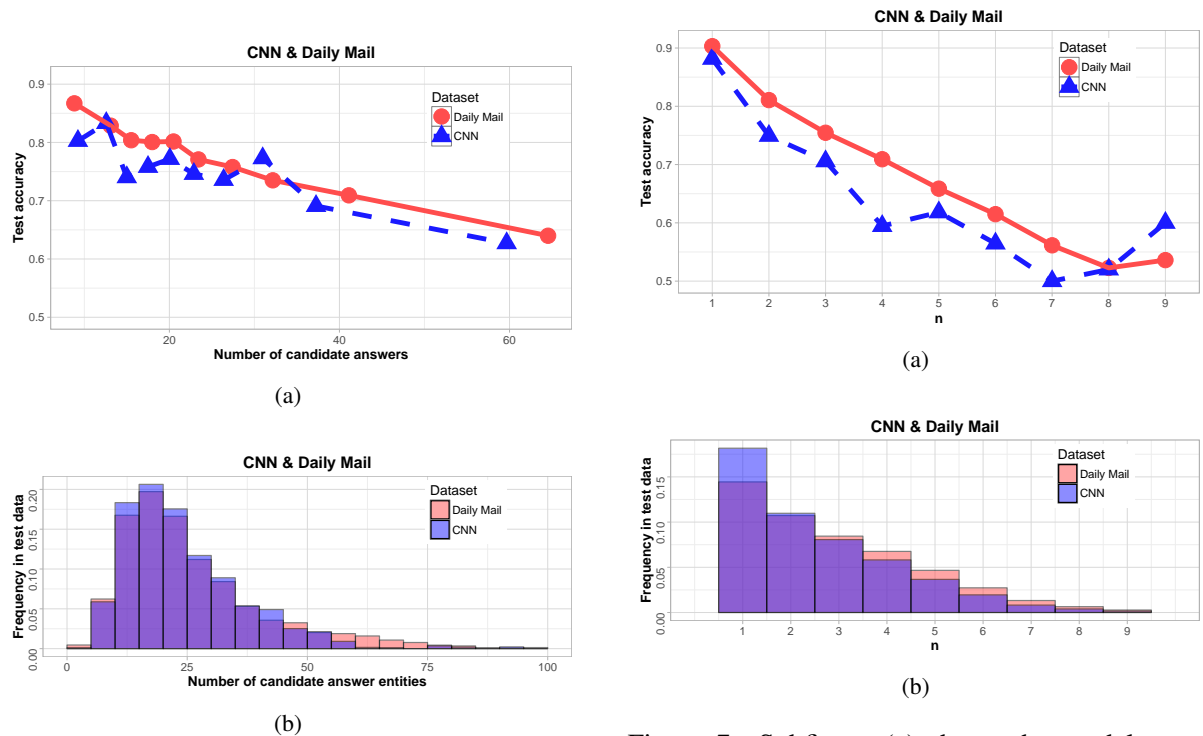 CNN & Daily Mail
Test accuracy
0.9
0.8
0.7
0.6
0.5
Dataset
Daily Mail
CNN
20
40
60
Number of candidate answers
(a)
CNN & Daily Mail
Frequency in test data
0.20
0.15
0.10
0.05
0.00
Dataset
Daily Mail
CNN
0
25
50
75
100
Number of candidate answer entities
(b)
CNN & Daily Mail
Test accuracy
0.9
0.8
0.7
0.6
0.5
Dataset
Daily Mail
CNN
1 2 3 4 5 6 7 8 9
n
(a)
CNN & Daily Mail
Frequency in test data
0.15
0.10
0.05
0.00
Dataset
Daily Mail
CNN
1 2 3 4 5 6 7 8 9
n
(b)